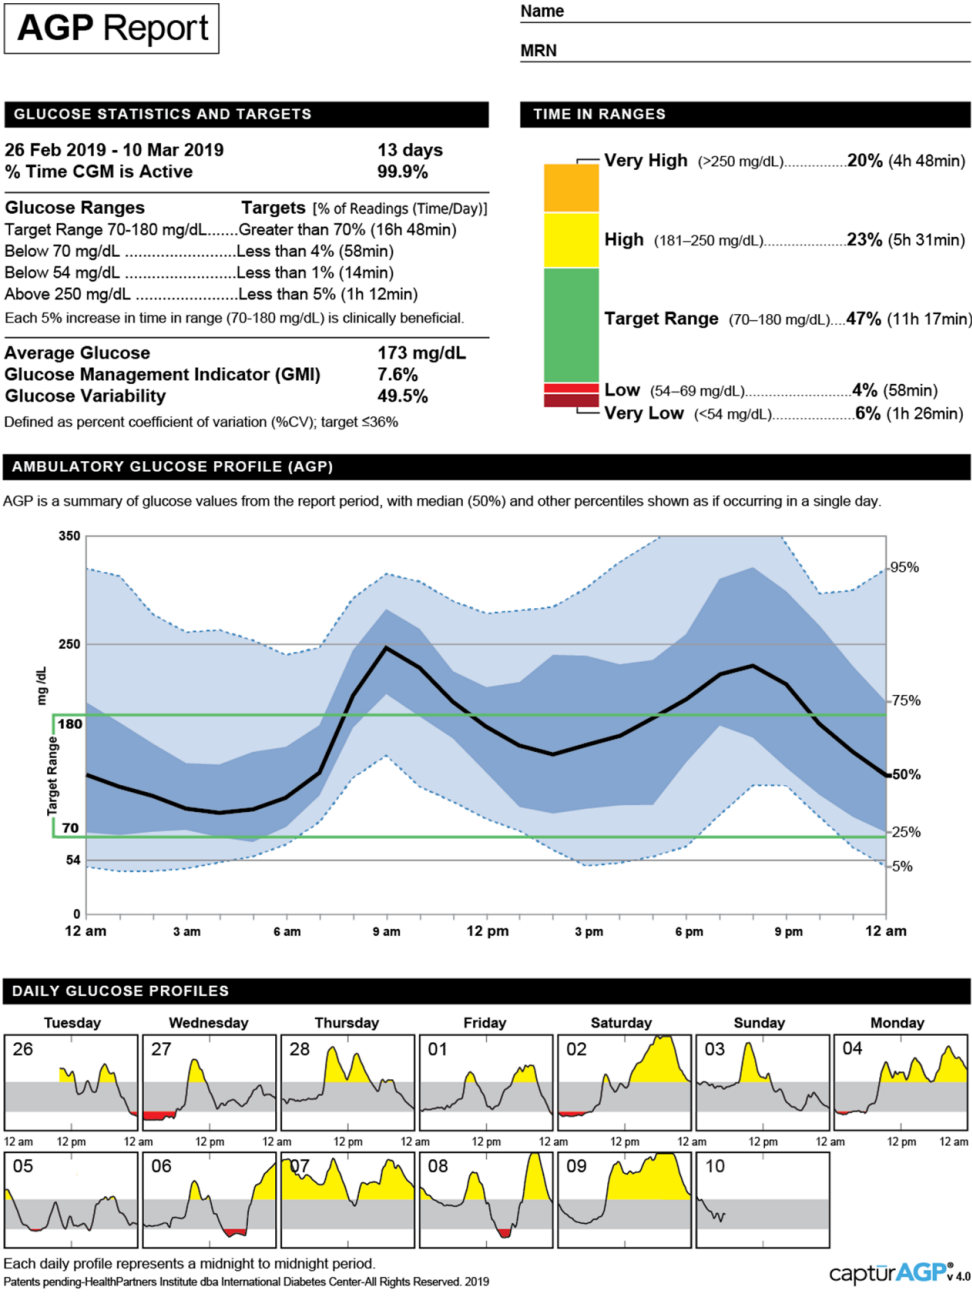 AGP Report
Name
MRN
GLUCOSE STATISTICS AND TARGETS
26 Feb 2019 - 10 Mar 2019 13 days
% Time CGM is Active 99.9%
Glucose Ranges Targets [% of Readings (Time/Day)]
Target Range 70-180 mg/dL.......Greater than 70% (16h 48min)
Below 70 mg/dL ...........................Less than 4% (58min)
Below 54 mg/dL ...........................Less than 1% (14min)
Above 250 mg/dL .........................Less than 5% (1h 12min)
Each 5% increase in time in range (70-180 mg/dL) is clinically beneficial.
Average Glucose 173 mg/dL
Glucose Management Indicator (GMI) 7.6%
Glucose Variability 49.5%
Defined as percent coefficient of variation (%CV); target ≤36%
TIME IN RANGES
Very High (>250 mg/dL)................20% (4h 48min)
High (181–250 mg/dL).....................23% (5h 31min)
Target Range (70–180 mg/dL)....47% (11h 17min)
Low (54–69 mg/dL)...........................4% (58min)
Very Low (<54 mg/dL).....................6% (1h 26min)
AMBULATORY GLUCOSE PROFILE (AGP)
AGP is a summary of glucose values from the report period, with median (50%) and other percentiles shown as if occurring in a single day.
350
250
mg/dL
180
Target Range
70
54
0
95%
75%
50%
25%
5%
12 am 3 am 6 am 9 am 12 pm 3 pm 6 pm 9 pm 12 am
DAILY GLUCOSE PROFILES
Tuesday Wednesday Thursday Friday Saturday Sunday Monday
26 27 28 01 02 03 04
12 am 12 pm 12 am 12 pm 12 am 12 pm 12 am 12 pm 12 am 12 pm 12 am 12 pm 12 am 12 pm 12 am
05 06 07 08 09 10
Each daily profile represents a midnight to midnight period.
Patents pending-HealthPartners Institute dba International Diabetes Center-All Rights Reserved. 2019
captūrAGP® v 4.0